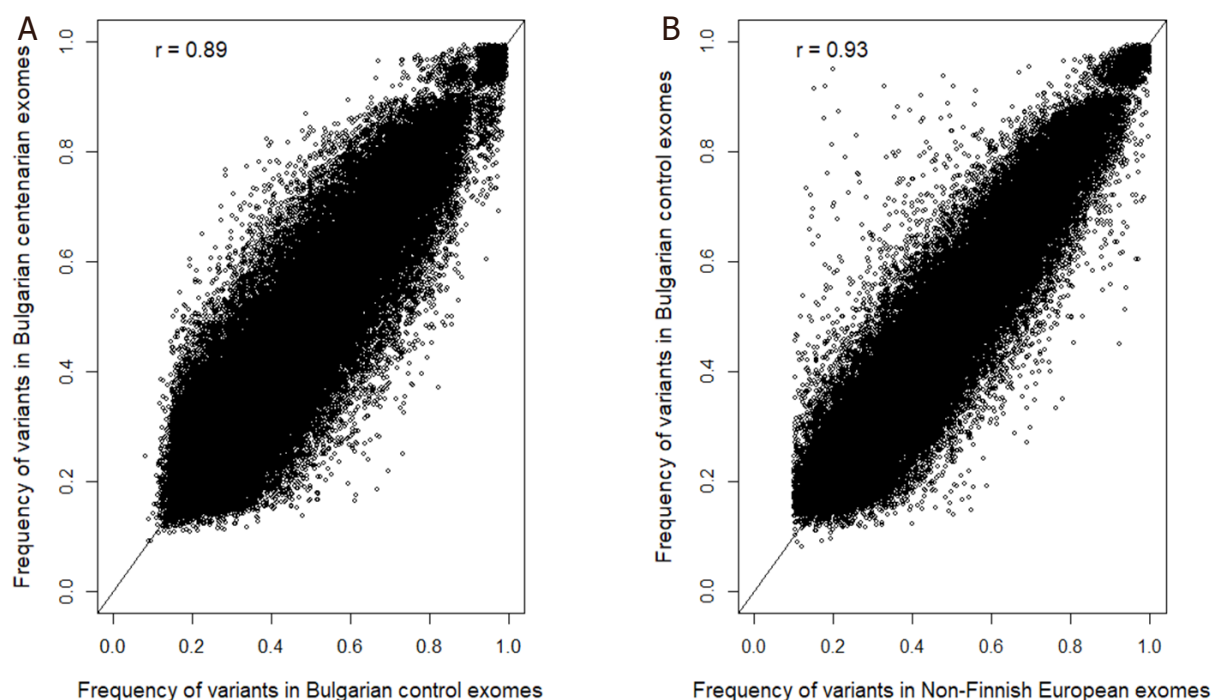 A
r = 0.89
Frequency of variants in Bulgarian centenarian exomes
1.0
0.8
0.6
0.4
0.2
0.0
0.0 0.2 0.4 0.6 0.8 1.0
Frequency of variants in Bulgarian control exomes
B
r = 0.93
Frequency of variants in Bulgarian control exomes
1.0
0.8
0.6
0.4
0.2
0.0
0.0 0.2 0.4 0.6 0.8 1.0
Frequency of variants in Non-Finnish European exomes